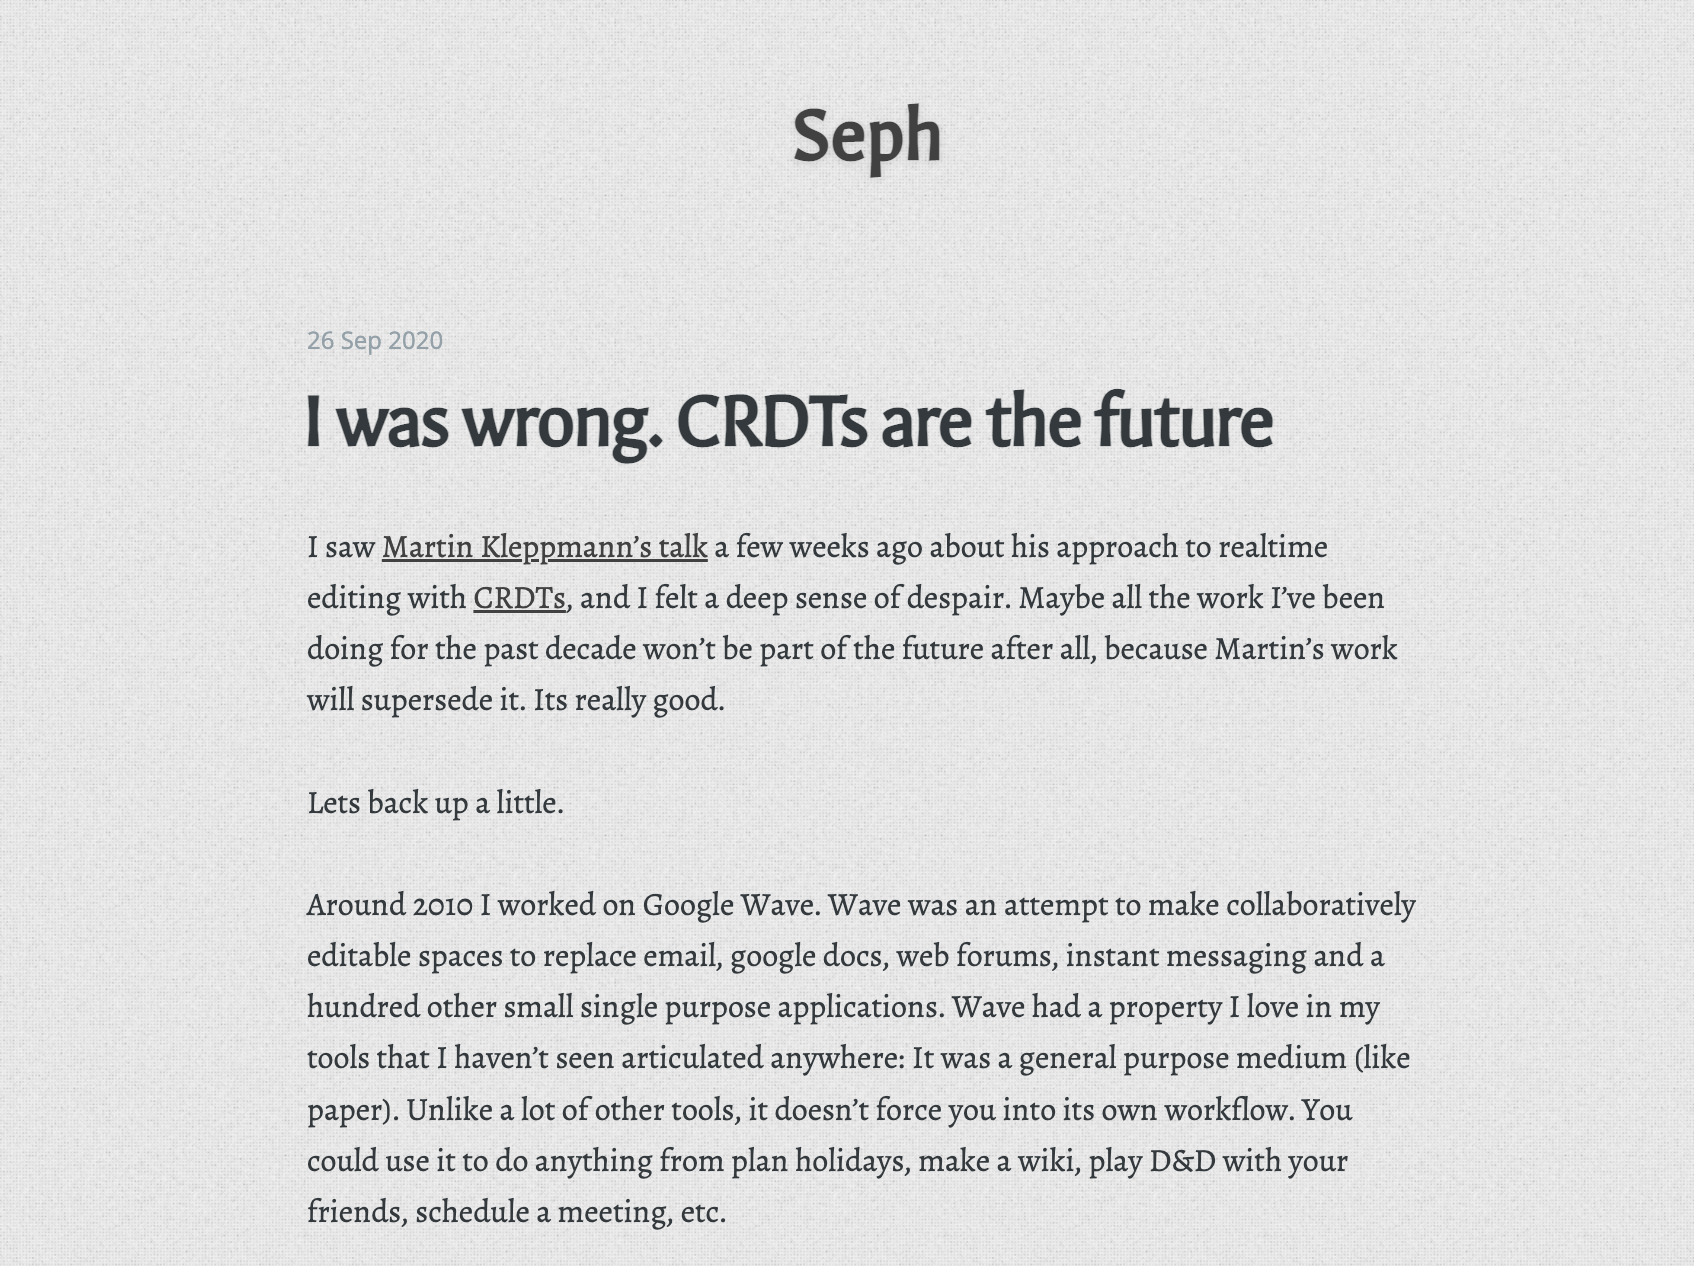 Seph
26 Sep 2020
I was wrong. CRDTs are the future
I saw Martin Kleppmann’s talk a few weeks ago about his approach to realtime
editing with CRDTs, and I felt a deep sense of despair. Maybe all the work I’ve been
doing for the past decade won’t be part of the future after all, because Martin’s work
will supersede it. Its really good.
Lets back up a little.
Around 2010 I worked on Google Wave. Wave was an attempt to make collaboratively
editable spaces to replace email, google docs, web forums, instant messaging and a
hundred other small single purpose applications. Wave had a property I love in my
tools that I haven’t seen articulated anywhere: It was a general purpose medium (like
paper). Unlike a lot of other tools, it doesn’t force you into its own workflow. You
could use it to do anything from plan holidays, make a wiki, play D&D with your
friends, schedule a meeting, etc.